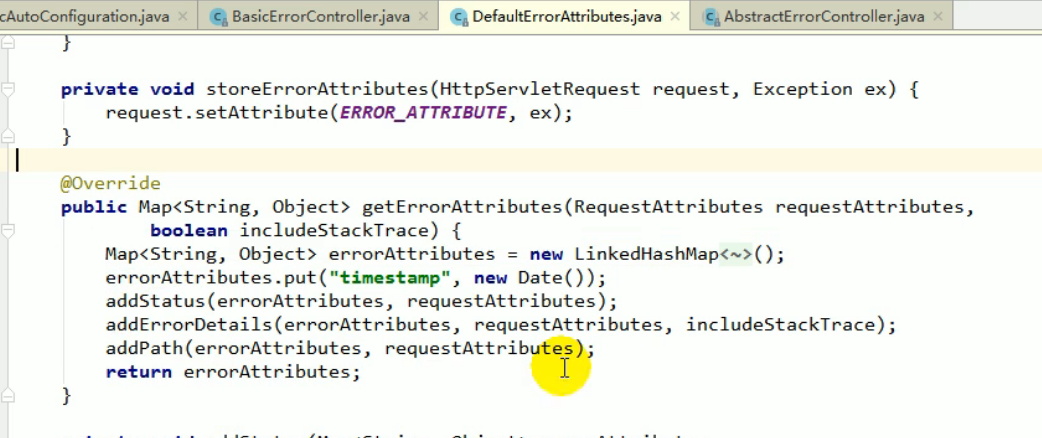 cAutoConfiguration.java × BasicErrorController.java × DefaultErrorAttributes.java × AbstractErrorController.java ×
}
private void storeErrorAttributes(HttpServletRequest request, Exception ex) {
request.setAttribute(ERROR_ATTRIBUTE, ex);
}
@Override
public Map<String, Object> getErrorAttributes(RequestAttributes requestAttributes,
boolean includeStackTrace) {
Map<String, Object> errorAttributes = new LinkedHashMap<~>();
errorAttributes.put("timestamp", new Date());
addStatus(errorAttributes, requestAttributes);
addErrorDetails(errorAttributes, requestAttributes, includeStackTrace);
addPath(errorAttributes, requestAttributes);
return errorAttributes;
}